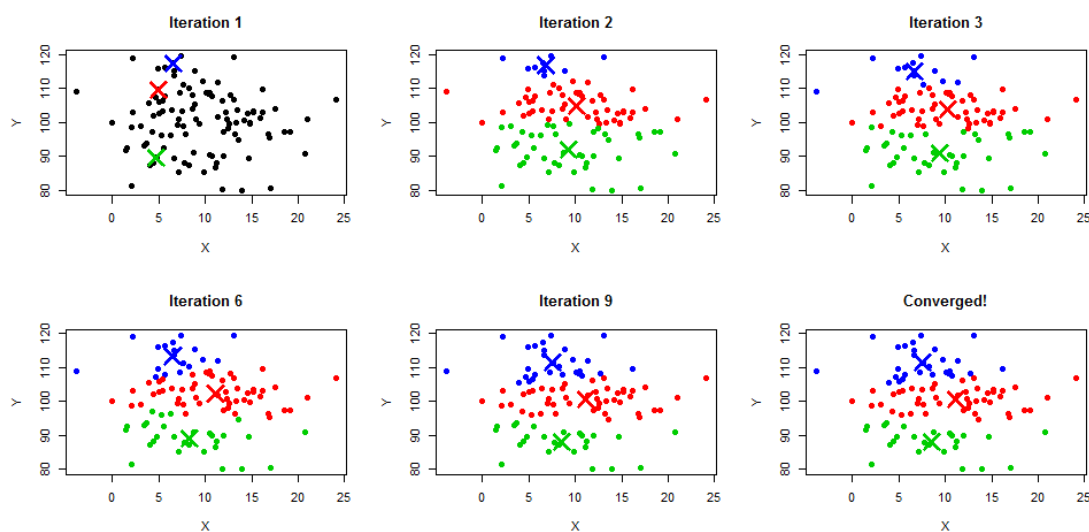 Iteration 1
Iteration 2
Iteration 3
Y
80 90 100 110 120
0 5 10 15 20 25
X
Y
80 90 100 110 120
0 5 10 15 20 25
X
Y
80 90 100 110 120
0 5 10 15 20 25
X
Iteration 6
Iteration 9
Converged!
Y
80 90 100 110 120
0 5 10 15 20 25
X
Y
80 90 100 110 120
0 5 10 15 20 25
X
Y
80 90 100 110 120
0 5 10 15 20 25
X